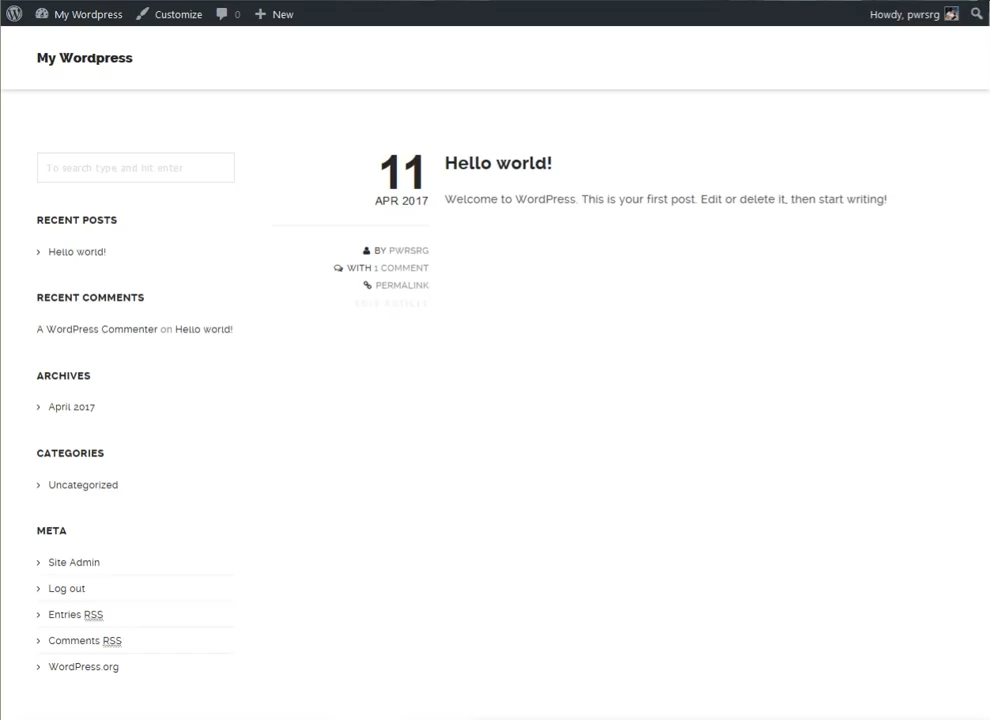 My Wordpress Customize 0 New Howdy, pwrsrg
My Wordpress
To search type and hit enter
RECENT POSTS
Hello world!
RECENT COMMENTS
A WordPress Commenter on Hello world!
ARCHIVES
April 2017
CATEGORIES
Uncategorized
META
Site Admin
Log out
Entries RSS
Comments RSS
WordPress.org
11
APR 2017
BY PWRSRG
WITH 1 COMMENT
PERMALINK
Hello world!
Welcome to WordPress. This is your first post. Edit or delete it, then start writing!